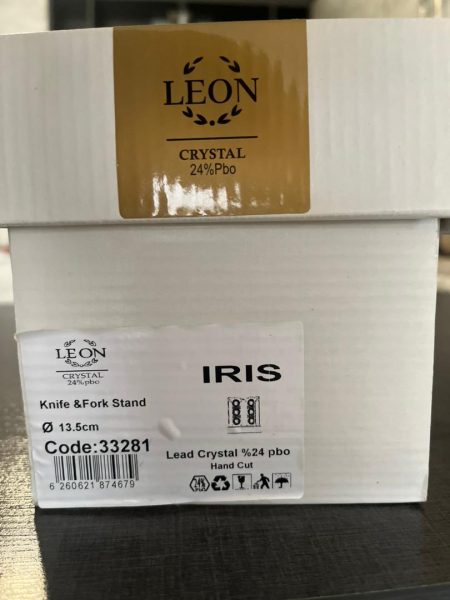 LEON
CRYSTAL
24%Pbo
LEON
CRYSTAL
24%pbo
IRIS
Knife &Fork Stand
Ø 13.5cm
Code:33281
6 260621 874679
Lead Crystal %24 pbo
Hand Cut